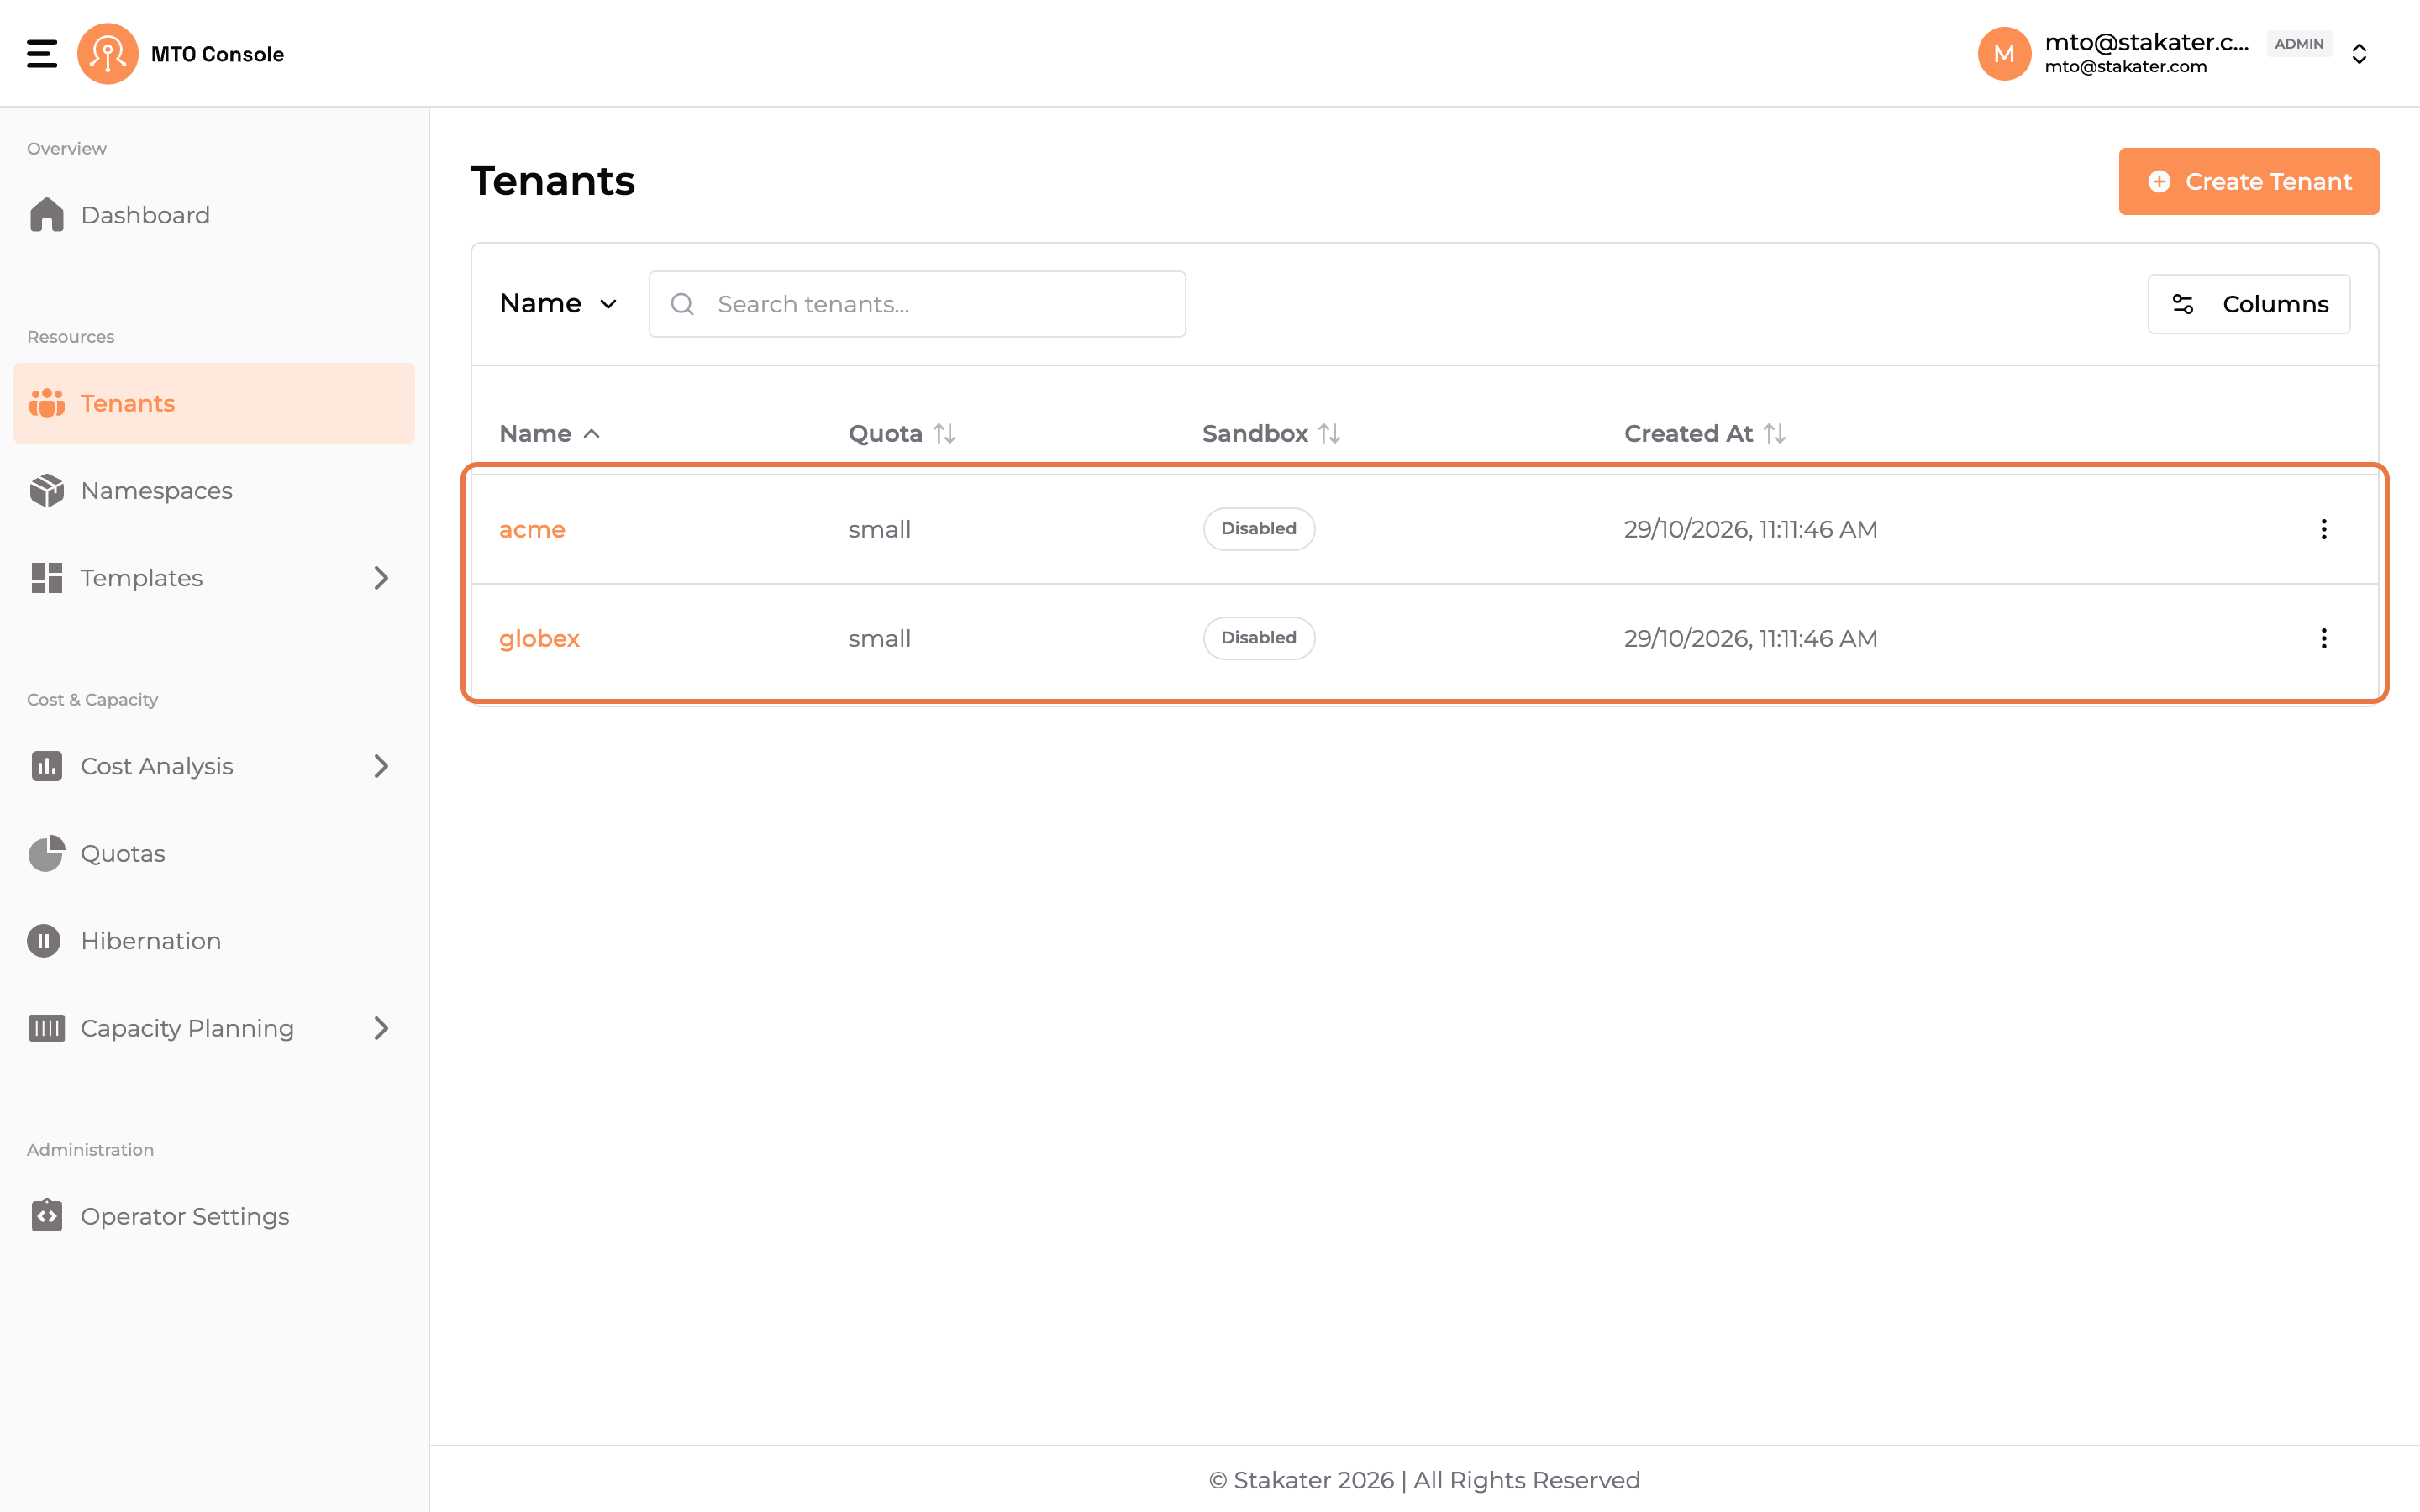 MTO Console
M
mto@stakater.c...
ADMIN
mto@stakater.com
Overview
Dashboard
Resources
Tenants
Namespaces
Templates
Cost & Capacity
Cost Analysis
Quotas
Hibernation
Capacity Planning
Administration
Operator Settings
Tenants
Create Tenant
Name
Search tenants...
Columns
Name Quota Sandbox Created At
acme small Disabled 29/10/2026, 11:11:46 AM
globex small Disabled 29/10/2026, 11:11:46 AM
© Stakater 2026 | All Rights Reserved